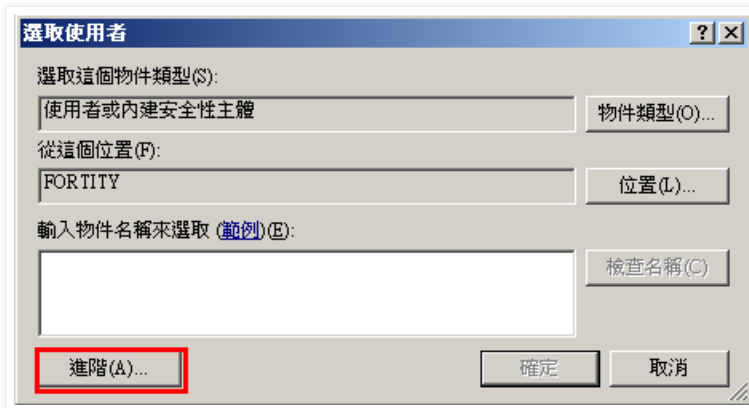 選取使用者
選取這個物件類型(S):
使用者或內建安全性主體
物件類型(O)...
從這個位置(F):
FORTITY
位置(L)...
輸入物件名稱來選取 (範例)(E):
檢查名稱(C)
進階(A)...
確定
取消